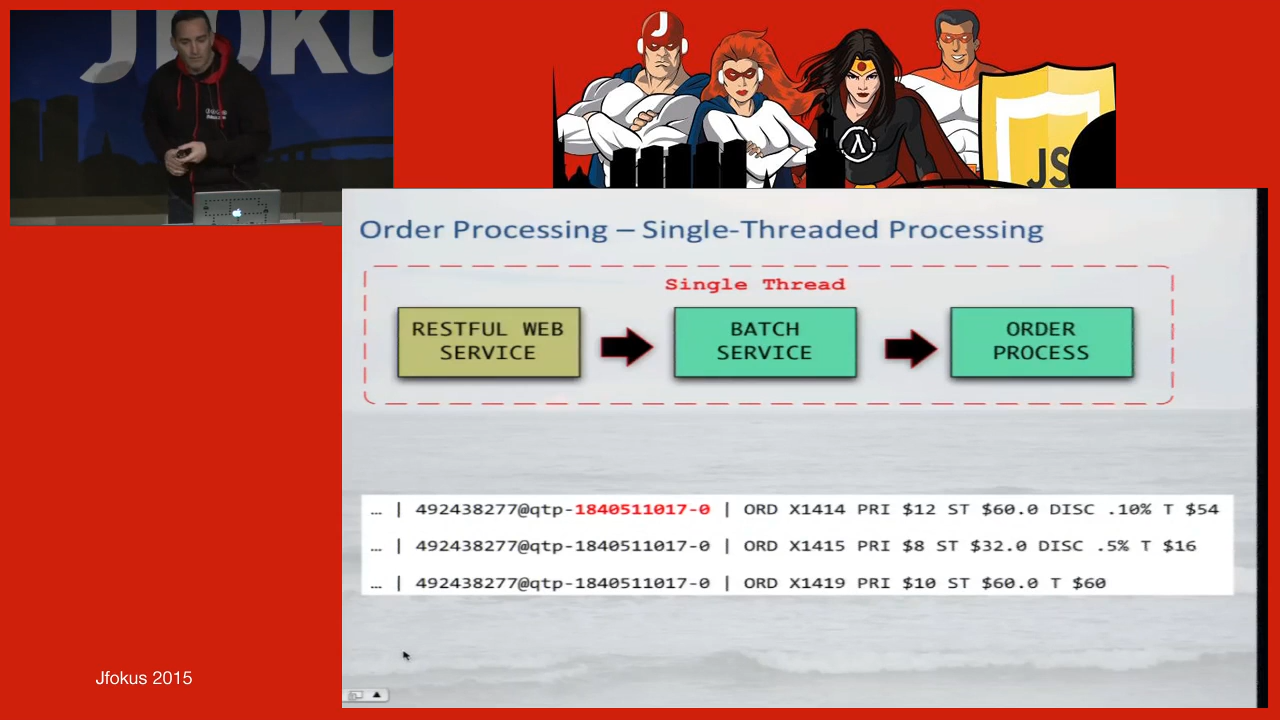 JFOKU
J
JS
Order Processing – Single-Threaded Processing
Single Thread
RESTFUL WEB
SERVICE
BATCH
SERVICE
ORDER
PROCESS
… | 492438277@qtp-1840511017-0 | ORD X1414 PRI $12 ST $60.0 DISC .10% T $54
… | 492438277@qtp-1840511017-0 | ORD X1415 PRI $8 ST $32.0 DISC .5% T $16
… | 492438277@qtp-1840511017-0 | ORD X1419 PRI $10 ST $60.0 T $60
Jfokus 2015